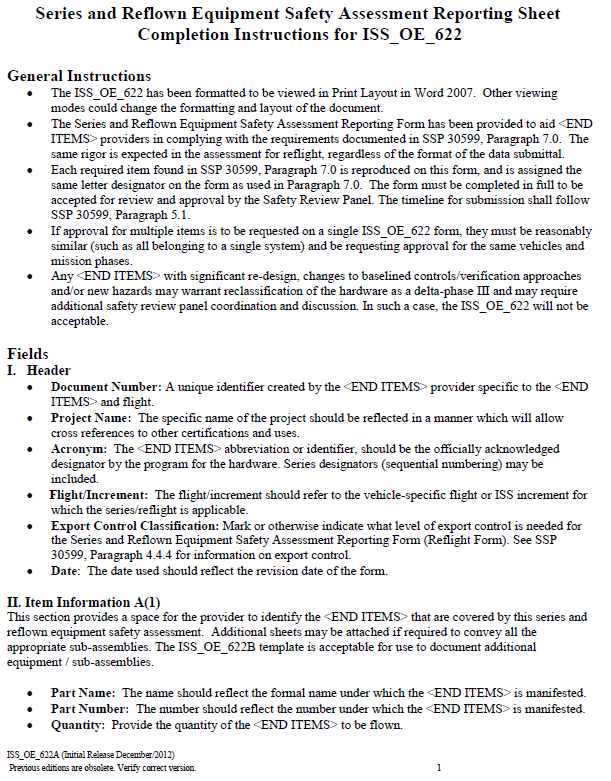 Series and Reflown Equipment Safety Assessment Reporting Sheet
Completion Instructions for ISS_OE_622
General Instructions
• The ISS_OE_622 has been formatted to be viewed in Print Layout in Word 2007. Other viewing
modes could change the formatting and layout of the document.
• The Series and Reflown Equipment Safety Assessment Reporting Form has been provided to aid <END
ITEMS> providers in complying with the requirements documented in SSP 30599, Paragraph 7.0. The
same rigor is expected in the assessment for reflight, regardless of the format of the data submittal.
• Each required item found in SSP 30599, Paragraph 7.0 is reproduced on this form, and is assigned the
same letter designator on the form as used in Paragraph 7.0. The form must be completed in full to be
accepted for review and approval by the Safety Review Panel. The timeline for submission shall follow
SSP 30599, Paragraph 5.1.
• If approval for multiple items is to be requested on a single ISS_OE_622 form, they must be reasonably
similar (such as all belonging to a single system) and be requesting approval for the same vehicles and
mission phases.
• Any <END ITEMS> with significant re-design, changes to baselined controls/verification approaches
and/or new hazards may warrant reclassification of the hardware as a delta-phase III and may require
additional safety review panel coordination and discussion. In such a case, the ISS_OE_622 will not be
acceptable.
Fields
I. Header
• Document Number: A unique identifier created by the <END ITEMS> provider specific to the <END
ITEMS> and flight.
• Project Name: The specific name of the project should be reflected in a manner which will allow
cross references to other certifications and uses.
• Acronym: The <END ITEMS> abbreviation or identifier, should be the officially acknowledged
designator by the program for the hardware. Series designators (sequential numbering) may be
included.
• Flight/Increment: The flight/increment should refer to the vehicle-specific flight or ISS increment for
which the series/reflight is applicable.
• Export Control Classification: Mark or otherwise indicate what level of export control is needed for
the Series and Reflown Equipment Safety Assessment Reporting Form (Reflight Form). See SSP
30599, Paragraph 4.4.4 for information on export control.
• Date: The date used should reflect the revision date of the form.
II. Item Information A(1)
This section provides a space for the provider to identify the <END ITEMS> that are covered by this series and
reflown equipment safety assessment. Additional sheets may be attached if required to convey all the
appropriate sub-assemblies. The ISS_OE_622B template is acceptable for use to document additional
equipment / sub-assemblies.
• Part Name: The name should reflect the formal name under which the <END ITEMS> is manifested.
• Part Number: The number should reflect the number under which the <END ITEMS> is manifested.
• Quantity: Provide the quantity of the <END ITEMS> to be flown.
ISS_OE_622A (Initial Release December/2012)
Previous editions are obsolete. Verify correct version. 1